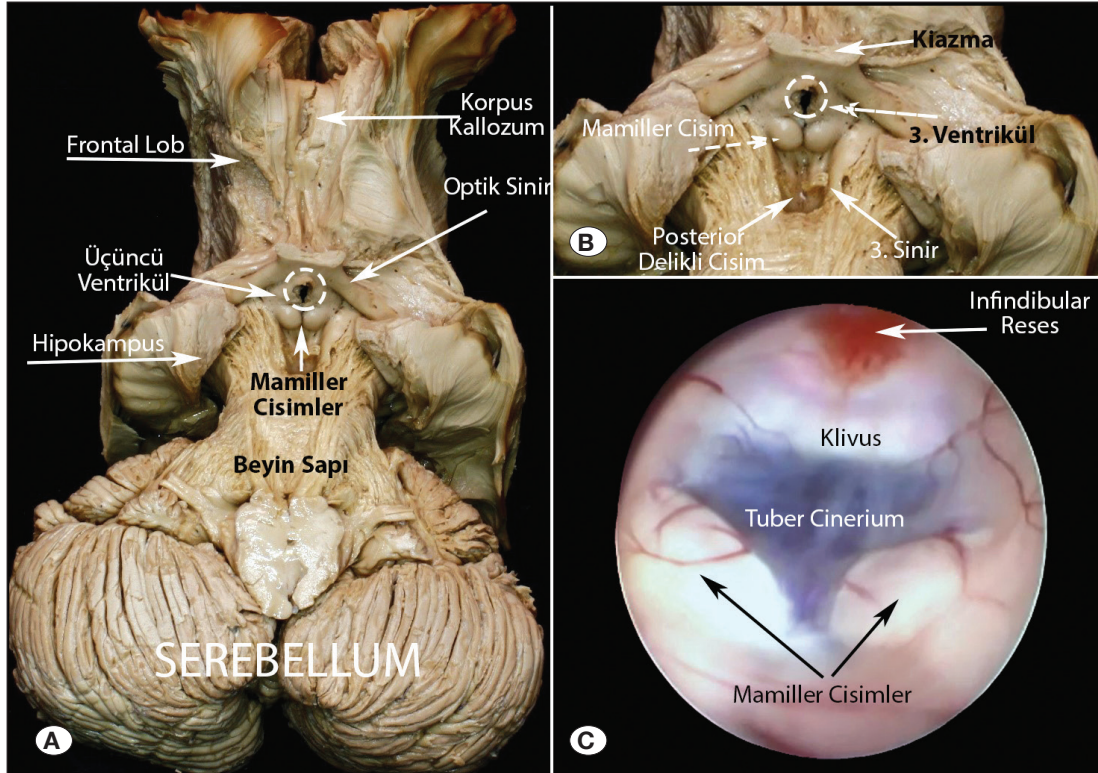 Korpus
Kallozum
Frontal Lob
Optik Sinir
Üçüncü
Ventrikül
Hipokampus
Mamiller
Cisimler
Beyin Sapı
SEREBELLUM
A
Kiazma
Mamiller Cisim
3. Ventrikül
Posterior
Delikli Cisim
3. Sinir
B
Infindibular
Reses
Klivus
Tuber Cinerium
Mamiller Cisimler
C